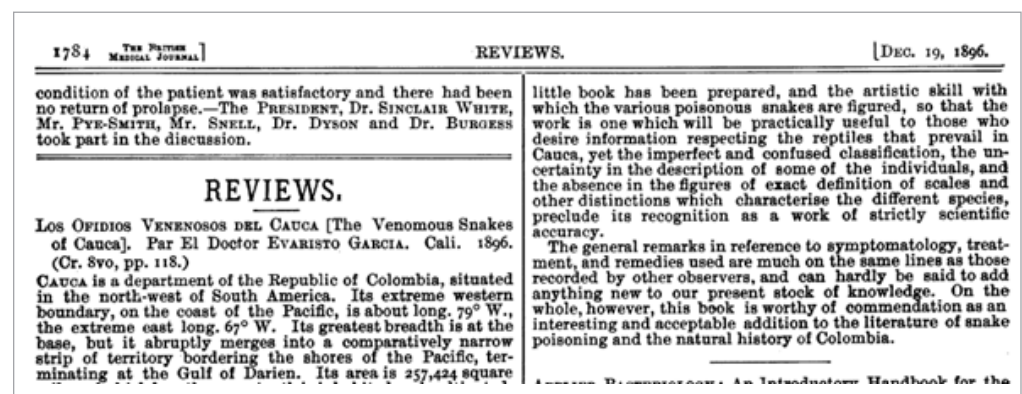 1784 THE BRITISH MEDICAL JOURNAL]
REVIEWS.
[DEC. 19, 1896.
condition of the patient was satisfactory and there had been
no return of prolapse.—The PRESIDENT, Dr. SINCLAIR WHITE,
Mr. PYE-SMITH, Mr. SNELL, Dr. DYSON and Dr. BURGESS
took part in the discussion.
REVIEWS.
LOS OFIDIOS VENENOSOS DEL CAUCA [The Venomous Snakes
of Cauca]. Par El Doctor EVARISTO GARCIA. Cali. 1896.
(Cr. 8vo, pp. 118.)
CAUCA is a department of the Republic of Colombia, situated
in the north-west of South America. Its extreme western
boundary, on the coast of the Pacific, is about long. 79° W.,
the extreme east long. 67° W. Its greatest breadth is at the
base, but it abruptly merges into a comparatively narrow
strip of territory bordering the shores of the Pacific, ter-
minating at the Gulf of Darien. Its area is 257,424 square
little book has been prepared, and the artistic skill with
which the various poisonous snakes are figured, so that the
work is one which will be practically useful to those who
desire information respecting the reptiles that prevail in
Cauca, yet the imperfect and confused classification, the un-
certainty in the description of some of the individuals, and
the absence in the figures of exact definition of scales and
other distinctions which characterise the different species,
preclude its recognition as a work of strictly scientific
accuracy.
The general remarks in reference to symptomatology, treat-
ment, and remedies used are much on the same lines as those
recorded by other observers, and can hardly be said to add
anything new to our present stock of knowledge. On the
whole, however, this book is worthy of commendation as an
interesting and acceptable addition to the literature of snake
poisoning and the natural history of Colombia.
An Introductory Handbook for the